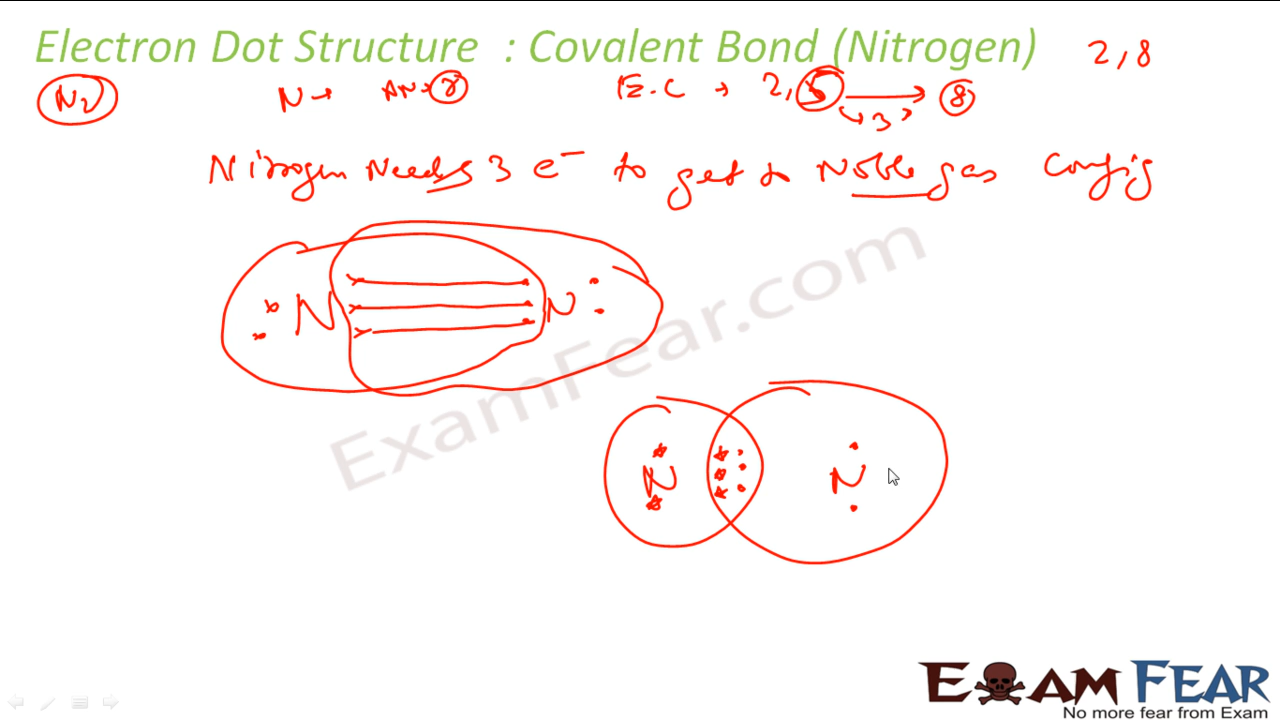 Electron Dot Structure : Covalent Bond (Nitrogen) 2,8
N2 N→ AN→7 E.C → 2,5 → 8
3
Nitrogen Needs 3 e⁻ to get to Noble gas Config
N N
N N
ExamFear.com
EXAM FEAR
No more fear from Exam